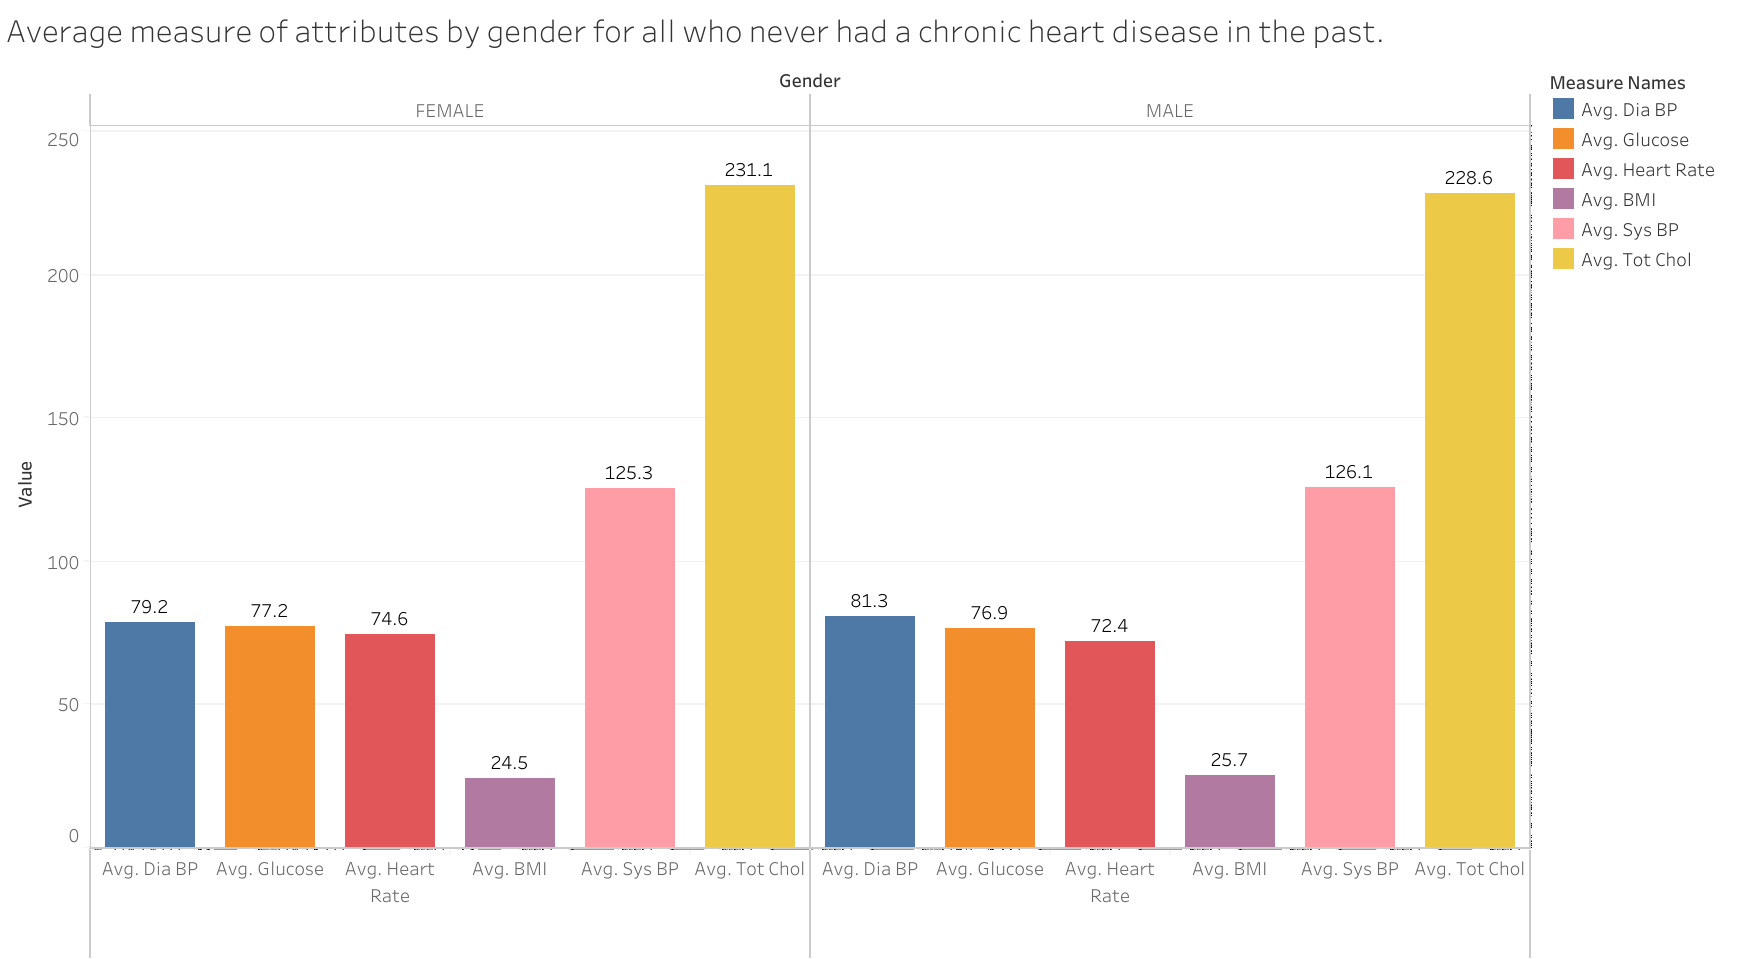 Average measure of attributes by gender for all who never had a chronic heart disease in the past.
Gender
FEMALE
MALE
Value
250
200
150
100
50
0
79.2
77.2
74.6
24.5
125.3
231.1
81.3
76.9
72.4
25.7
126.1
228.6
Avg. Dia BP
Avg. Glucose
Avg. Heart
Rate
Avg. BMI
Avg. Sys BP
Avg. Tot Chol
Avg. Dia BP
Avg. Glucose
Avg. Heart
Rate
Avg. BMI
Avg. Sys BP
Avg. Tot Chol
Measure Names
Avg. Dia BP
Avg. Glucose
Avg. Heart Rate
Avg. BMI
Avg. Sys BP
Avg. Tot Chol